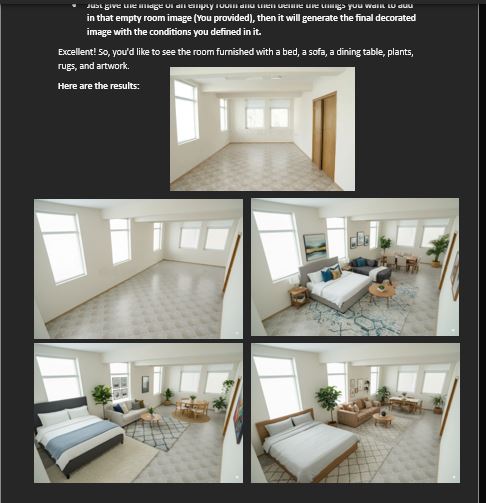 Just give the image of an empty room and then define the things you want to add
in that empty room image (You provided), then it will generate the final decorated
image with the conditions you defined in it.
Excellent! So, you'd like to see the room furnished with a bed, a sofa, a dining table, plants,
rugs, and artwork.
Here are the results: